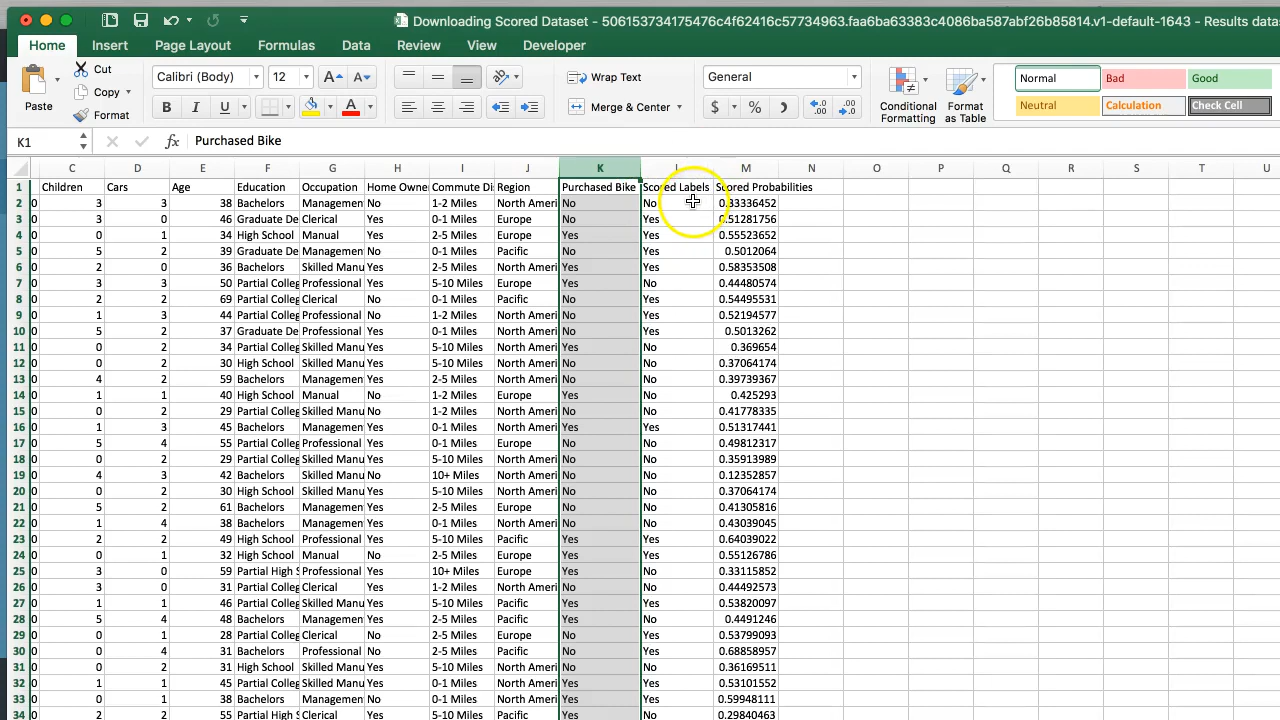 Downloading Scored Dataset - 506153734175476c4f62416c57734963.faa6ba63383c4086ba587abf26b85814.v1-default-1643 - Results datas
Home Insert Page Layout Formulas Data Review View Developer
Paste Cut Copy Format Calibri (Body) 12 A A B I U A Wrap Text Merge & Center General $ % Conditional Formatting Format as Table Normal Bad Good Neutral Calculation Check Cell
K1 fx Purchased Bike
C D E F G H I J K L M N O P Q R S T U
1 Children Cars Age Education Occupation Home Owner Commute Di Region Purchased Bike Scored Labels Scored Probabilities
2 0 3 3 38 Bachelors Management No 1-2 Miles North Ameri No No 0.33336452
3 0 3 0 46 Graduate De Clerical Yes 0-1 Miles Europe No Yes 0.51281756
4 0 0 1 34 High School Manual Yes 2-5 Miles Europe Yes Yes 0.55523652
5 0 5 2 39 Graduate De Management No 0-1 Miles Pacific No Yes 0.5012064
6 0 2 0 36 Bachelors Skilled Manu Yes 2-5 Miles North Ameri Yes Yes 0.58353508
7 0 3 3 50 Partial Colleg Professional Yes 5-10 Miles Europe Yes No 0.44480574
8 0 2 2 69 Partial Colleg Clerical No 0-1 Miles Pacific No Yes 0.54495531
9 0 1 3 44 Partial Colleg Professional No 1-2 Miles North Ameri No Yes 0.52194577
10 0 5 2 37 Graduate De Professional Yes 0-1 Miles North Ameri No Yes 0.5013262
11 0 0 2 34 Partial Colleg Skilled Manu Yes 5-10 Miles North Ameri Yes No 0.369654
12 0 0 2 30 High School Skilled Manu Yes 5-10 Miles North Ameri No No 0.37064174
13 0 4 2 59 Bachelors Management Yes 2-5 Miles North Ameri No No 0.39739367
14 0 1 1 40 High School Manual No 1-2 Miles Europe Yes No 0.425293
15 0 0 2 29 Partial Colleg Skilled Manu No 1-2 Miles North Ameri No No 0.41778335
16 0 1 3 45 Bachelors Management Yes 0-1 Miles North Ameri Yes Yes 0.51317441
17 0 5 4 55 Partial Colleg Professional Yes 0-1 Miles Europe No No 0.49812317
18 0 0 2 29 Partial Colleg Skilled Manu Yes 5-10 Miles North Ameri No No 0.35913989
19 0 4 3 42 Bachelors Skilled Manu No 10+ Miles North Ameri No No 0.12352857
20 0 0 2 30 High School Skilled Manu Yes 5-10 Miles North Ameri No No 0.37064174
21 0 5 2 61 Bachelors Management Yes 2-5 Miles Europe No No 0.41305816
22 0 1 4 38 Bachelors Management Yes 0-1 Miles North Ameri No No 0.43039045
23 0 2 2 49 High School Skilled Manu Yes 5-10 Miles Pacific Yes Yes 0.64039022
24 0 0 1 32 High School Manual No 2-5 Miles Europe Yes Yes 0.55126786
25 0 3 0 59 Partial High S Professional Yes 10+ Miles Europe Yes No 0.33115852
26 0 3 0 31 Partial Colleg Clerical Yes 1-2 Miles North Ameri No No 0.44492573
27 0 1 1 46 Partial Colleg Skilled Manu Yes 5-10 Miles Pacific Yes Yes 0.53820097
28 0 5 4 48 Bachelors Management Yes 2-5 Miles Pacific Yes No 0.4491246
29 0 1 0 28 Partial Colleg Clerical No 2-5 Miles Europe No Yes 0.53799093
30 0 0 4 31 Bachelors Professional No 2-5 Miles Pacific Yes Yes 0.68858957
31 0 0 2 31 High School Skilled Manu Yes 5-10 Miles North Ameri No No 0.36169511
32 0 1 1 45 Partial Colleg Skilled Manu Yes 0-1 Miles North Ameri Yes Yes 0.53101552
33 0 0 1 38 Bachelors Management No 2-5 Miles Pacific Yes Yes 0.59948111
34 0 2 2 55 Partial High S Clerical Yes 5-10 Miles Pacific Yes No 0.29840463